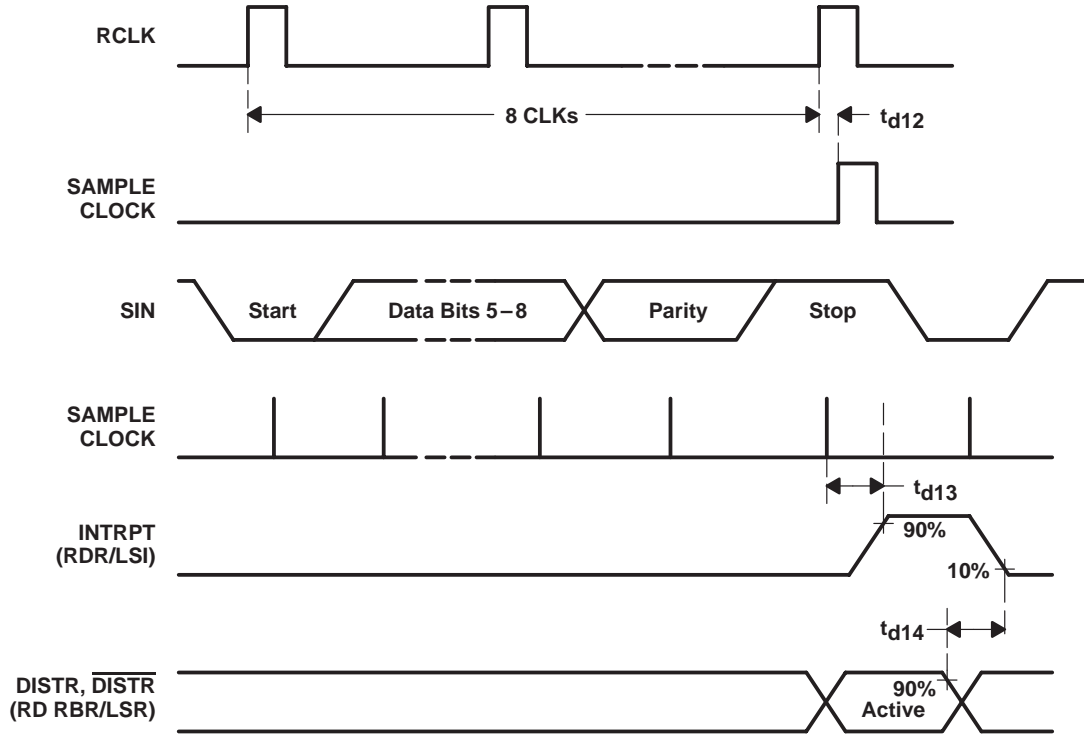 RCLK
8 CLKs
td12
SAMPLE
CLOCK
SIN
Start
Data Bits 5–8
Parity
Stop
SAMPLE
CLOCK
td13
INTRPT
(RDR/LSI)
90%
10%
td14
DISTR, DISTR
(RD RBR/LSR)
90%
Active